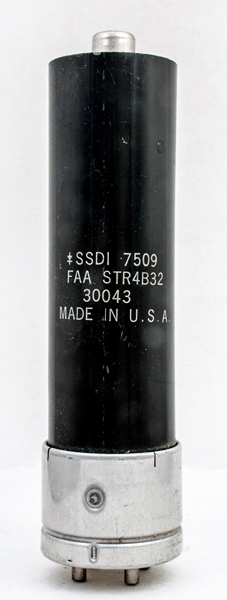 ⯒SSDI 7509
FAA STR4B32
30043
MADE IN U.S.A.